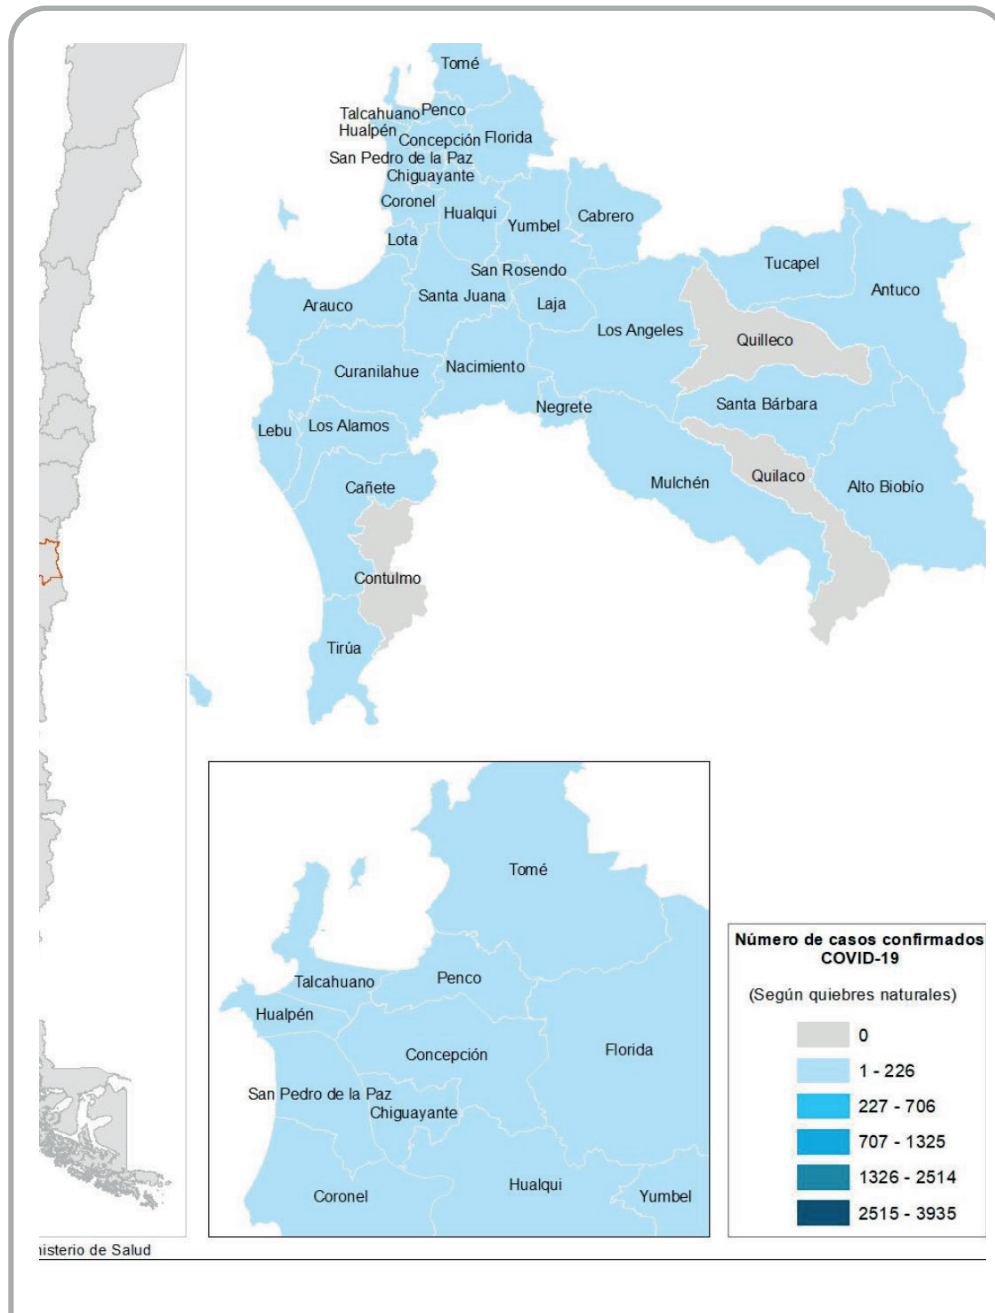 Tomé
Talcahuano
Penco
Hualpén
Concepción
Florida
San Pedro de la Paz
Chiguayante
Coronel
Hualqui
Yumbel
Cabrero
Lota
San Rosendo
Tucapel
Antuco
Arauco
Santa Juana
Laja
Los Angeles
Quilleco
Curanilahue
Nacimiento
Negrete
Santa Bárbara
Lebu
Los Alamos
Cañete
Mulchén
Quilaco
Alto Biobío
Contulmo
Tirúa
Tomé
Talcahuano
Penco
Hualpén
Concepción
Florida
San Pedro de la Paz
Chiguayante
Coronel
Hualqui
Yumbel
Número de casos confirmados
COVID-19
(Según quiebres naturales)
0
1 - 226
227 - 706
707 - 1325
1326 - 2514
2515 - 3935
nisterio de Salud